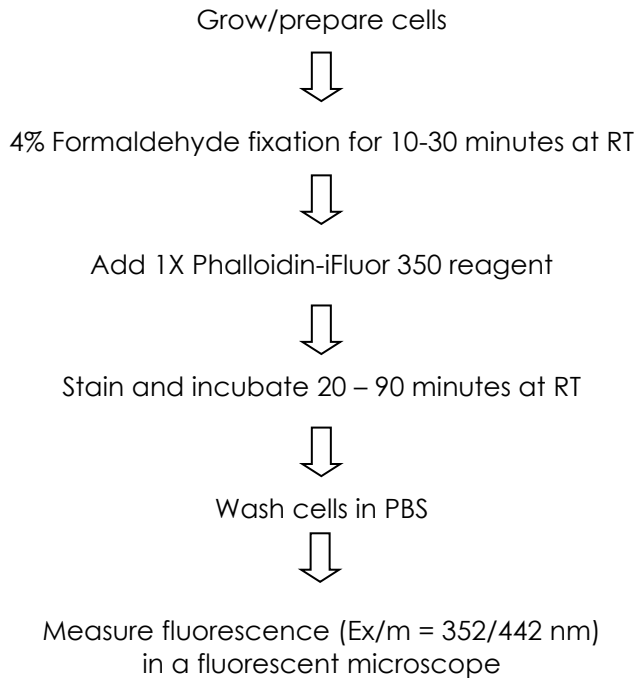 Grow/prepare cells
4% Formaldehyde fixation for 10-30 minutes at RT
Add 1X Phalloidin-iFluor 350 reagent
Stain and incubate 20 – 90 minutes at RT
Wash cells in PBS
Measure fluorescence (Ex/m = 352/442 nm)
in a fluorescent microscope